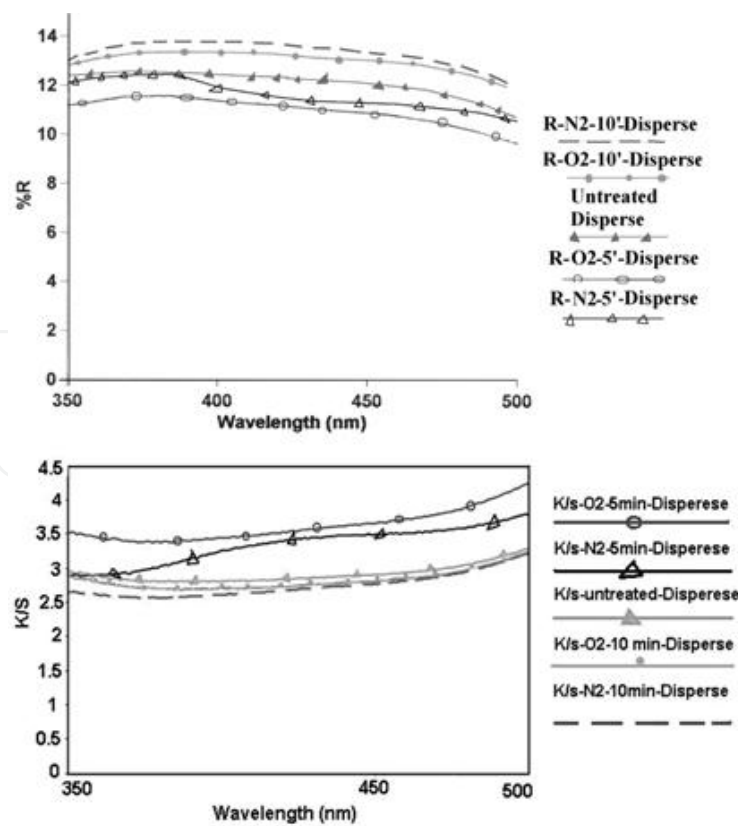 14
12
10
8
6
4
2
0
%R
350
400
450
500
Wavelength (nm)
R-N2-10'-Disperse
R-O2-10'-Disperse
Untreated
Disperse
R-O2-5'-Disperse
R-N2-5'-Disperse
4.5
4
3.5
3
2.5
2
1.5
1
0.5
0
K/S
350
400
450
500
Wavelength (nm)
K/s-O2-5min-Disperese
K/s-N2-5min-Disperese
K/s-untreated-Disperese
K/s-O2-10 min-Disperse
K/s-N2-10min-Disperse